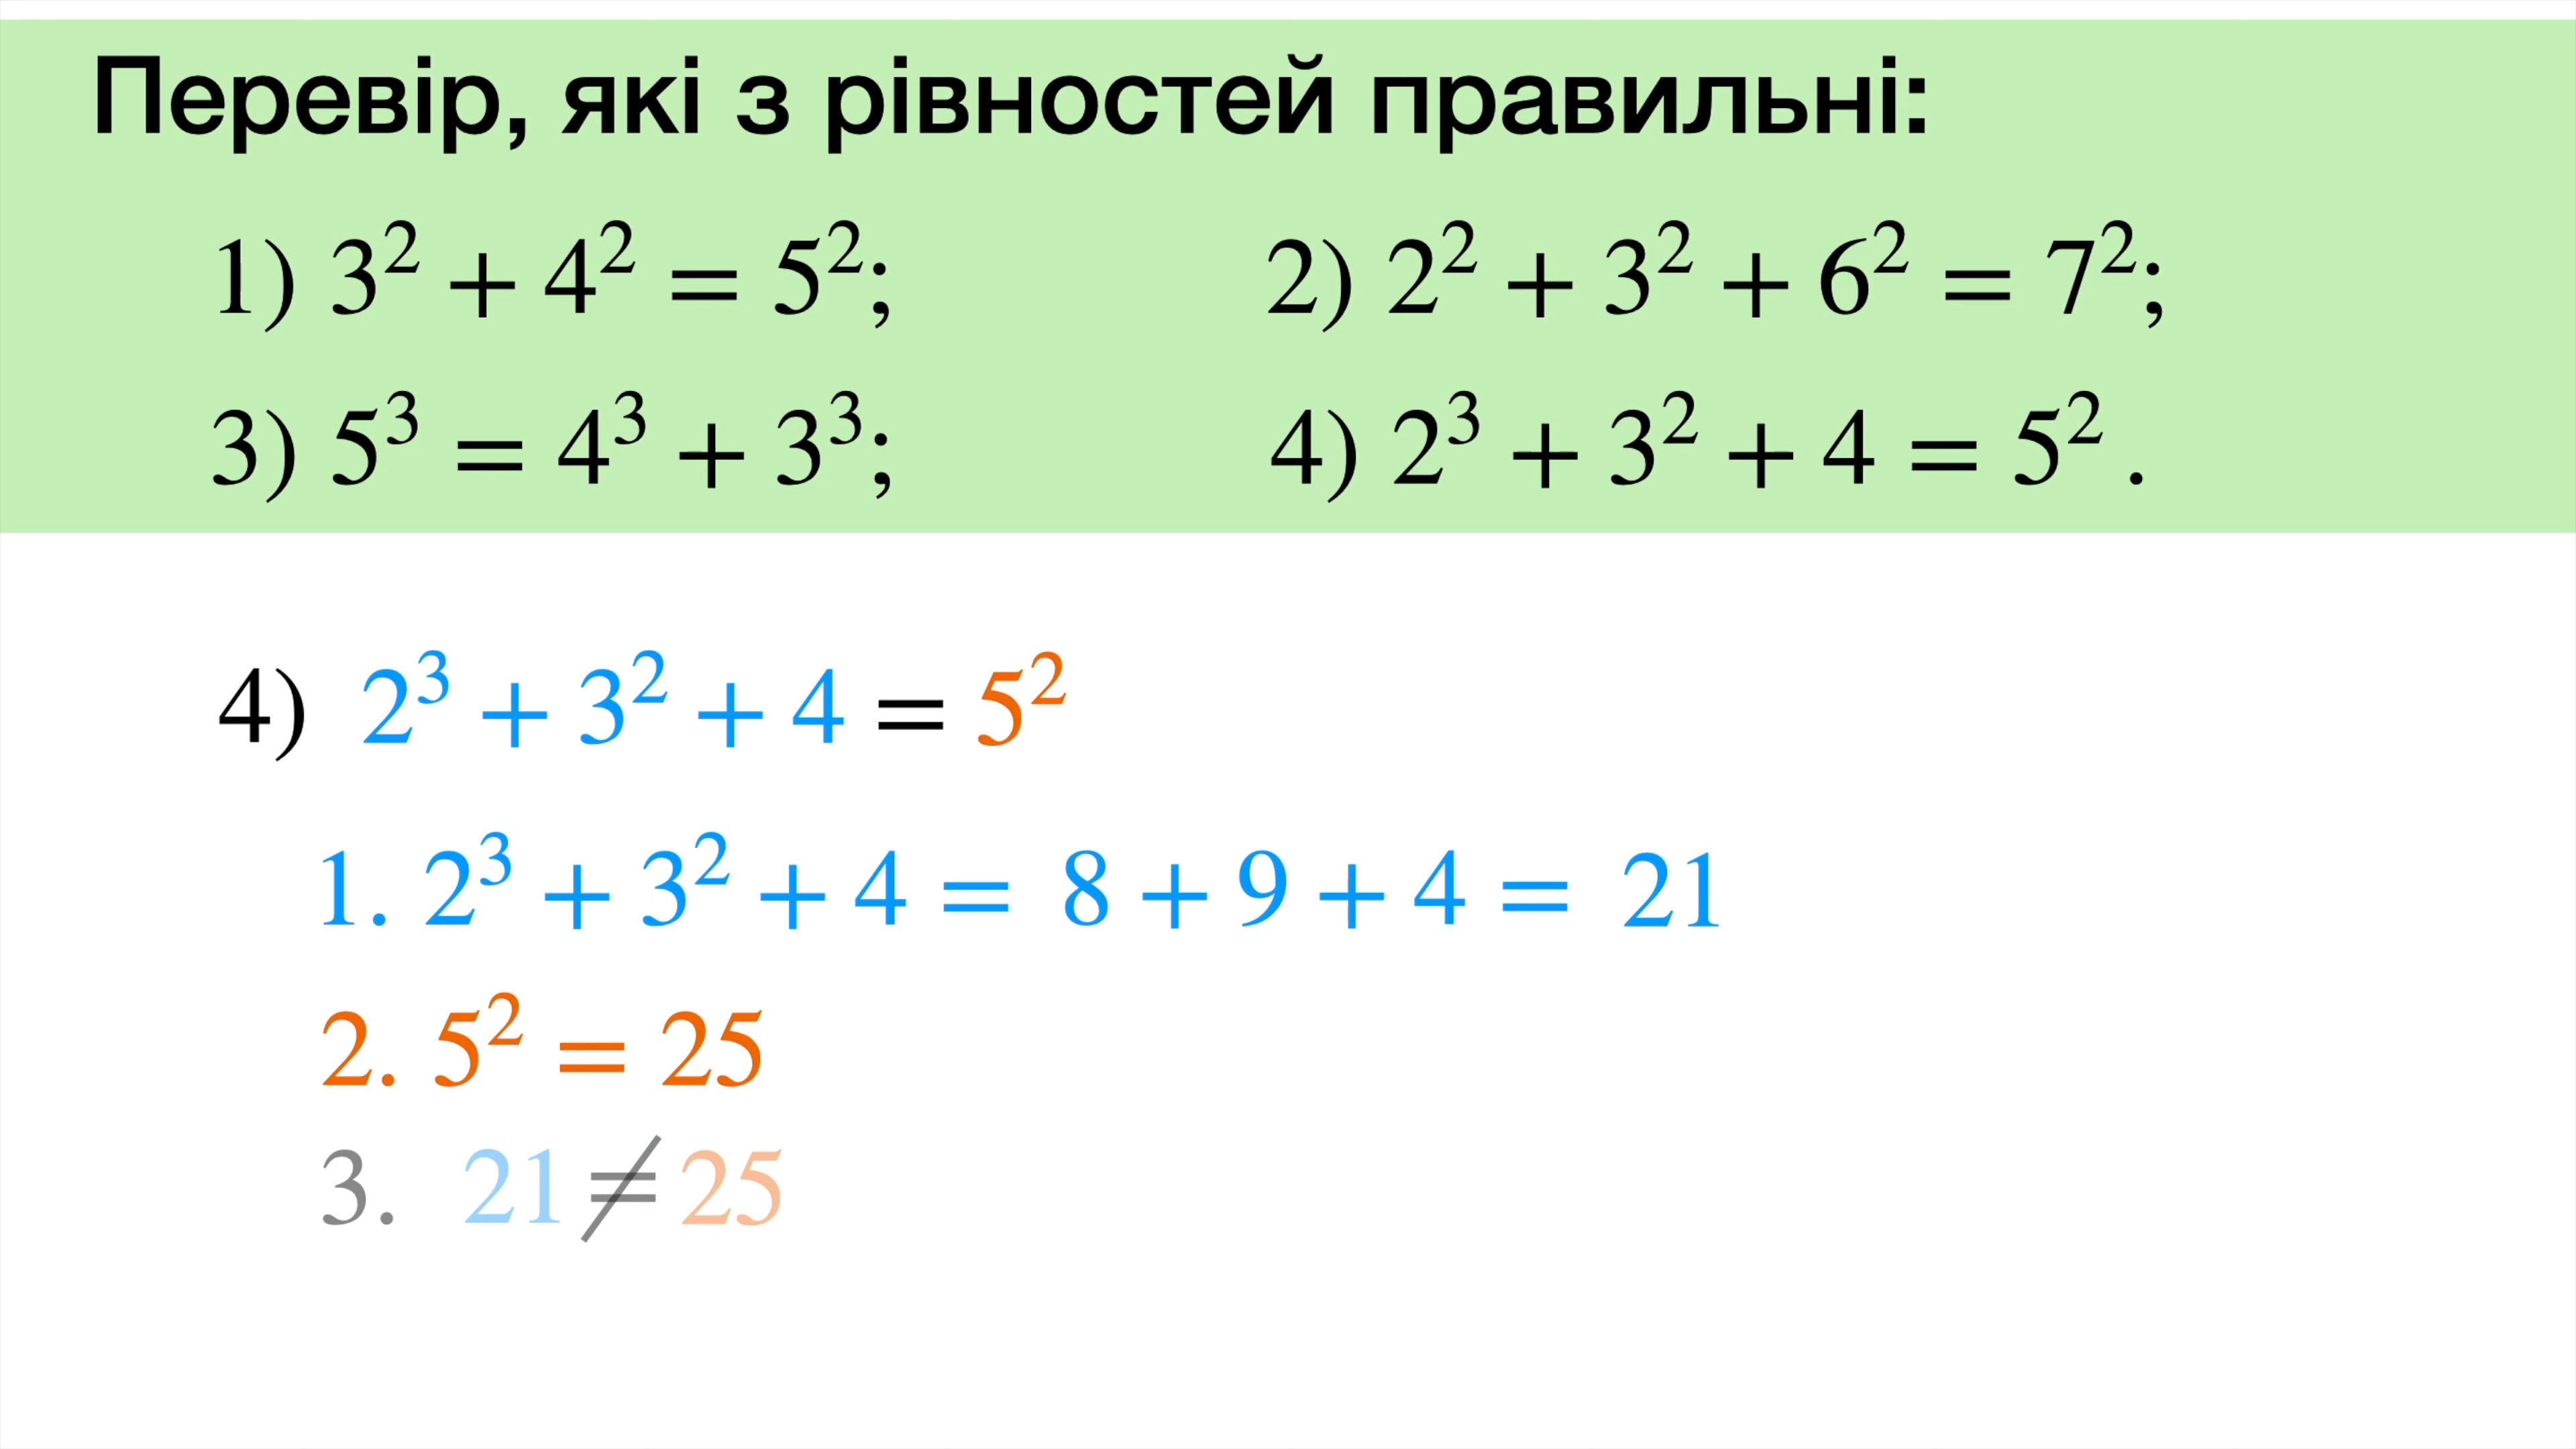 Перевір, які з рівностей правильні:
1) 3² + 4² = 5²; 2) 2² + 3² + 6² = 7²;
3) 5³ = 4³ + 3³; 4) 2³ + 3² + 4 = 5² .
4) 2³ + 3² + 4 = 5²
1. 2³ + 3² + 4 = 8 + 9 + 4 = 21
2. 5² = 25
3. 21 ≠ 25